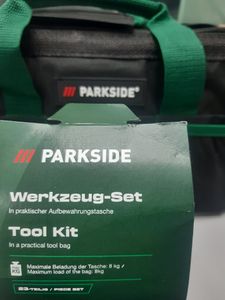 /// PARKSIDE®
/// PARKSIDE
Werkzeug-Set
In praktischer Aufbewahrungstasche
Tool Kit
In a practical tool bag
Maximale Beladung der Tasche: 8 kg /
Maximum load of the bag: 8kg
23-TEILIG / PIECE SET